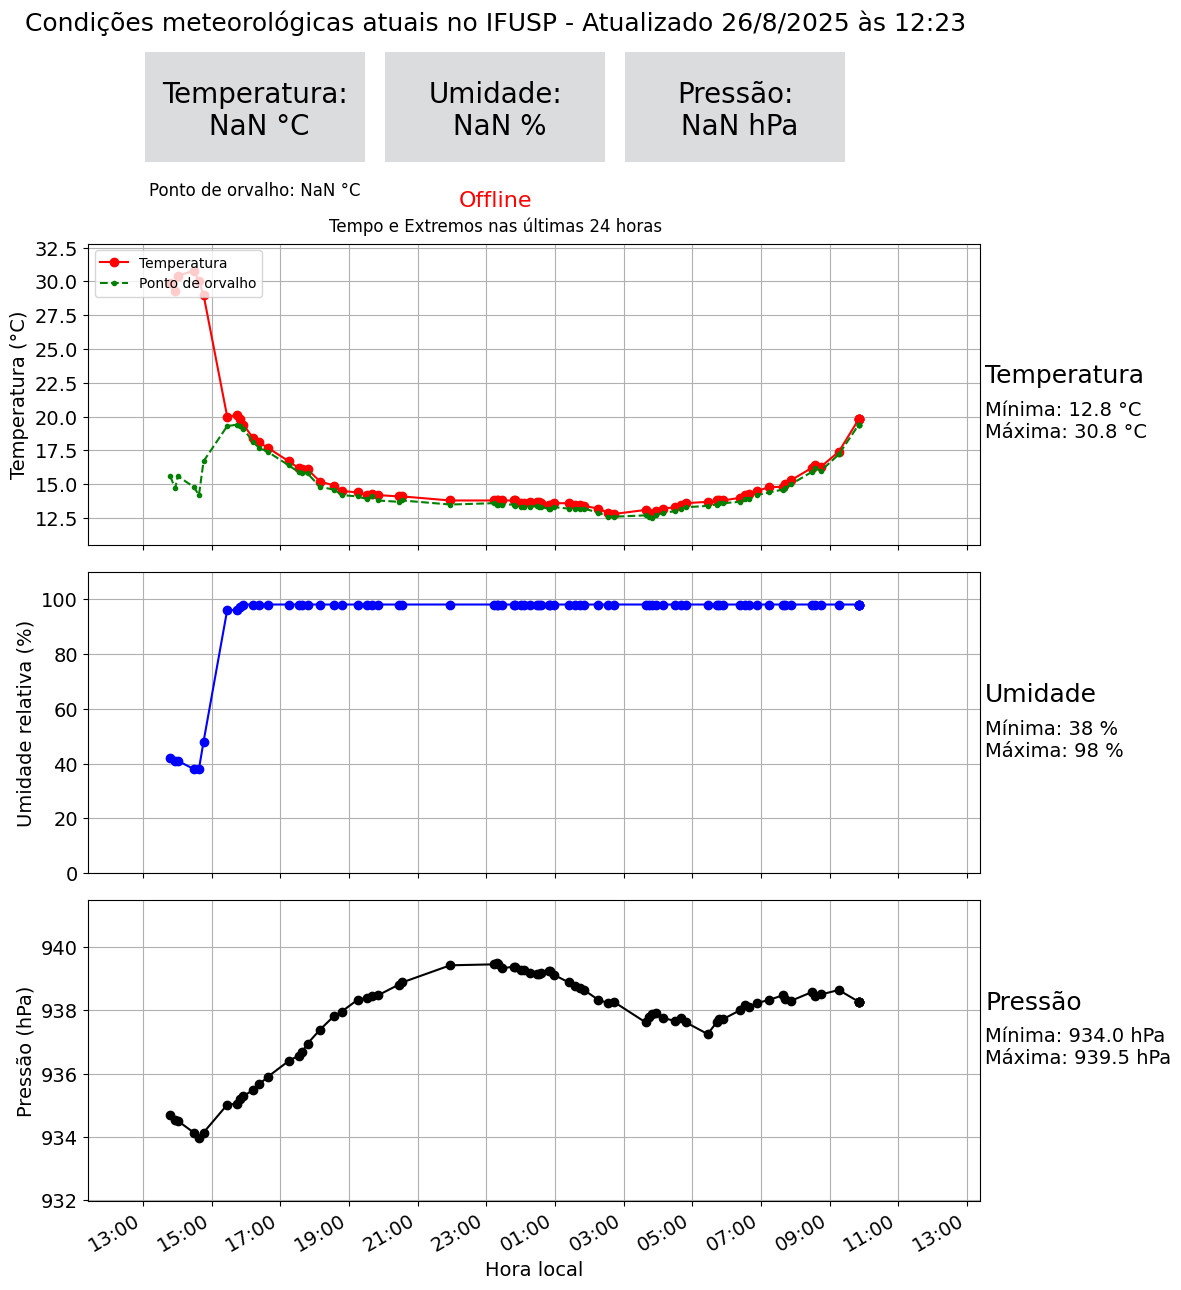 Condições meteorológicas atuais no IFUSP - Atualizado 26/8/2025 às 12:23
Temperatura:
NaN °C
Umidade:
NaN %
Pressão:
NaN hPa
Ponto de orvalho: NaN °C
Offline
Tempo e Extremos nas últimas 24 horas
Temperatura
Ponto de orvalho
Temperatura (°C)
32.5
30.0
27.5
25.0
22.5
20.0
17.5
15.0
12.5
Temperatura
Mínima: 12.8 °C
Máxima: 30.8 °C
Umidade relativa (%)
100
80
60
40
20
0
Umidade
Mínima: 38 %
Máxima: 98 %
Pressão (hPa)
940
938
936
934
932
Pressão
Mínima: 934.0 hPa
Máxima: 939.5 hPa
13:00
15:00
17:00
19:00
21:00
23:00
01:00
03:00
05:00
07:00
09:00
11:00
13:00
Hora local